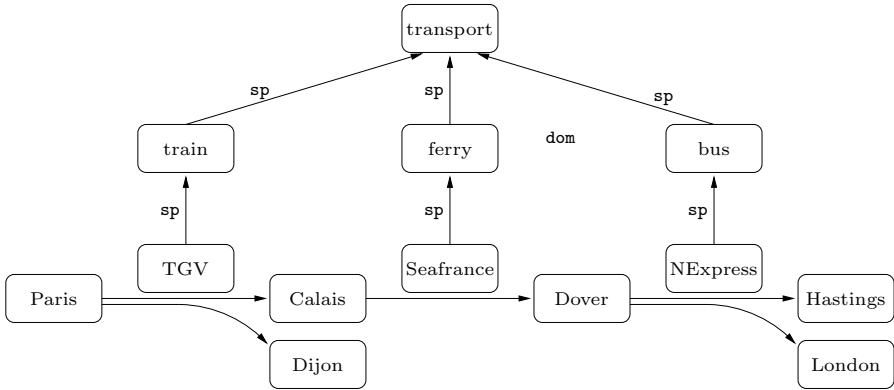 transport
sp
sp
sp
train
ferry
dom
bus
sp
sp
sp
TGV
Seafrance
NExpress
Paris
Calais
Dover
Hastings
Dijon
London